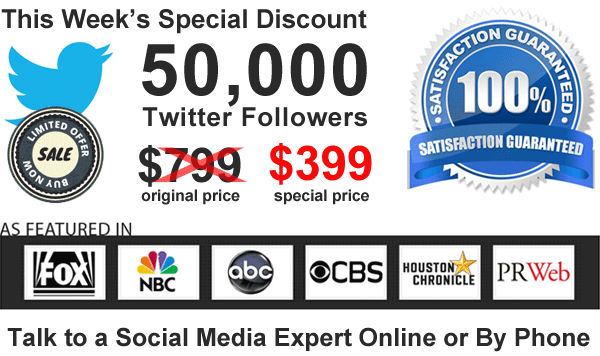 This Week's Special Discount
50,000
Twitter Followers
$799 $399
original price special price
LIMITED OFFER
SALE
BUY NOW
SATISFACTION GUARANTEED
100%
SATISFACTION GUARANTEED
AS FEATURED IN
FOX
NBC
abc
CBS
HOUSTON
CHRONICLE
PRWeb
Talk to a Social Media Expert Online or By Phone